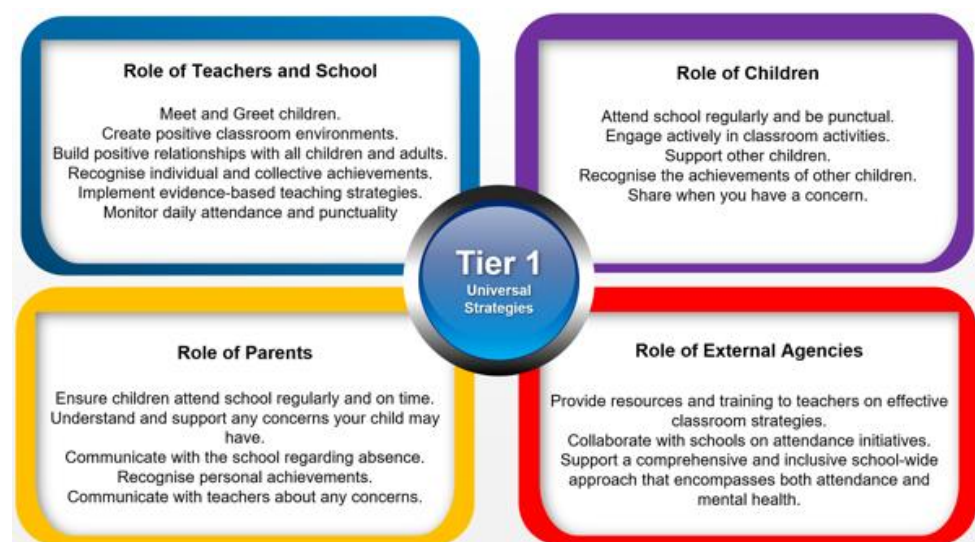 Role of Teachers and School
Meet and Greet children.
Create positive classroom environments.
Build positive relationships with all children and adults.
Recognise individual and collective achievements.
Implement evidence-based teaching strategies.
Monitor daily attendance and punctuality
Role of Children
Attend school regularly and be punctual.
Engage actively in classroom activities.
Support other children.
Recognise the achievements of other children.
Share when you have a concern.
Tier 1
Universal
Strategies
Role of Parents
Ensure children attend school regularly and on time.
Understand and support any concerns your child may
have.
Communicate with the school regarding absence.
Recognise personal achievements.
Communicate with teachers about any concerns.
Role of External Agencies
Provide resources and training to teachers on effective
classroom strategies.
Collaborate with schools on attendance initiatives.
Support a comprehensive and inclusive school-wide
approach that encompasses both attendance and
mental health.